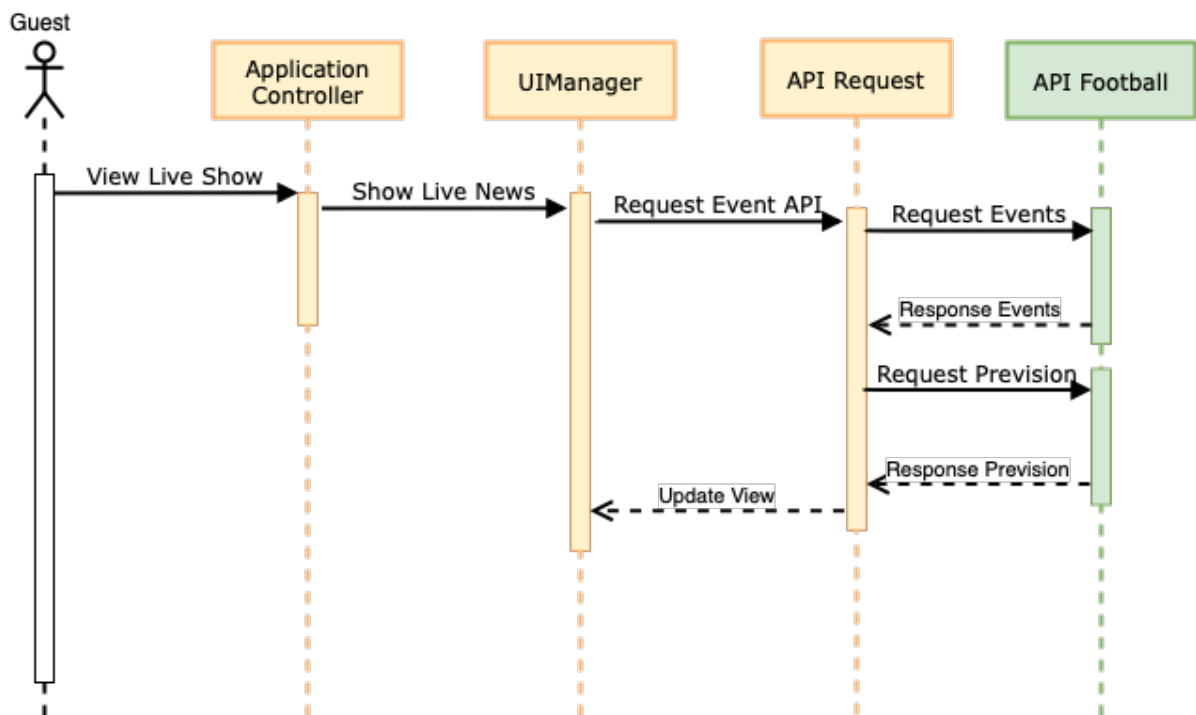 Guest
Application
Controller
UIManager
API Request
API Football
View Live Show
Show Live News
Request Event API
Request Events
Response Events
Request Prevision
Response Prevision
Update View